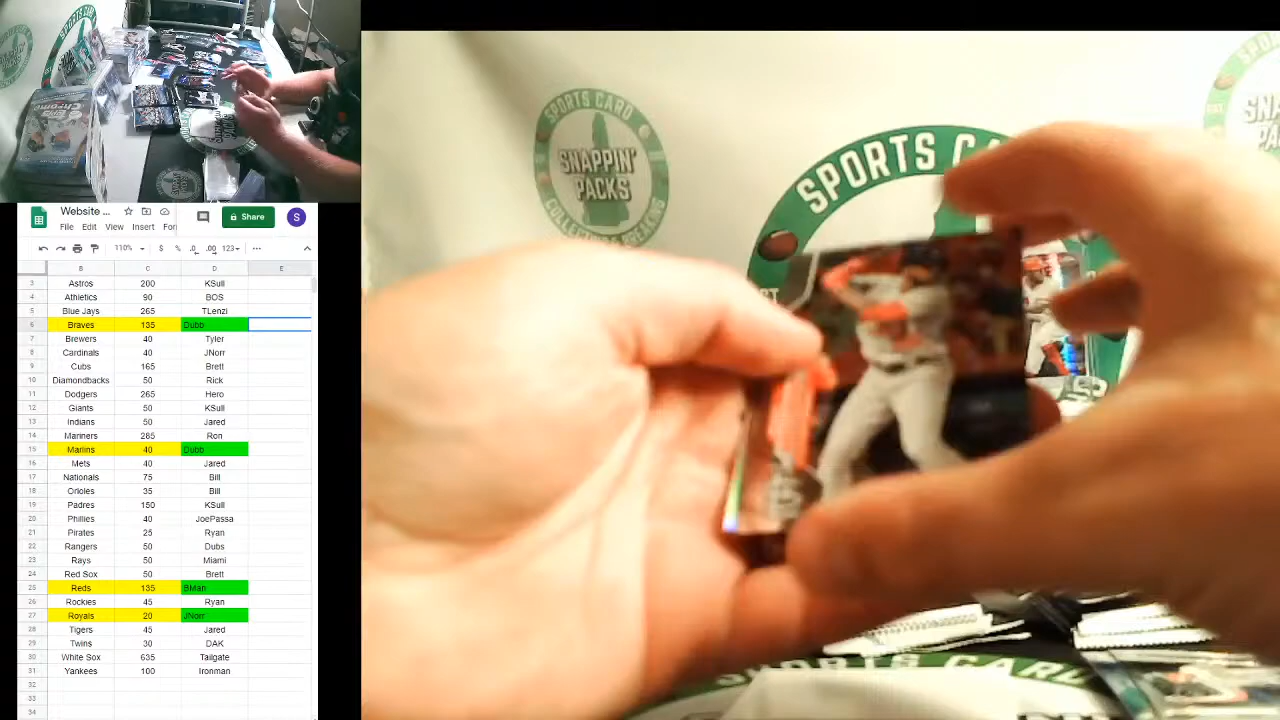 Chrome
Website ...
Share
S
File Edit View Insert For
110% $ % .0 .00 123 ...
B C D E
3 Astros 200 KSull
4 Athletics 90 BOS
5 Blue Jays 265 TLenzi
6 Braves 135 Dubb
7 Brewers 40 Tyler
8 Cardinals 40 JNorr
9 Cubs 165 Brett
10 Diamondbacks 50 Rick
11 Dodgers 265 Hero
12 Giants 50 KSull
13 Indians 50 Jared
14 Mariners 285 Ron
15 Marlins 40 Dubb
16 Mets 40 Jared
17 Nationals 75 Bill
18 Orioles 35 Bill
19 Padres 150 KSull
20 Phillies 40 JoePassa
21 Pirates 25 Ryan
22 Rangers 50 Dubs
23 Rays 50 Miami
24 Red Sox 50 Brett
25 Reds 135 BMan
26 Rockies 45 Ryan
27 Royals 20 JNorr
28 Tigers 45 Jared
29 Twins 30 DAK
30 White Sox 635 Tailgate
31 Yankees 100 Ironman
32
33
34
SPORTS CARD
SNAPPIN'
PACKS
SPORTS C
EST
SNA
PA
SPORTS CARD